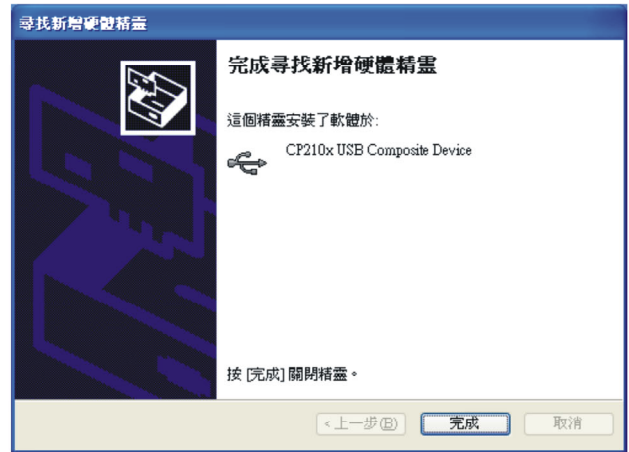 尋找新增硬體精靈
完成尋找新增硬體精靈
這個精靈安裝了軟體於:
CP210x USB Composite Device
按 [完成] 關閉精靈。
<上一步(B)
完成
取消